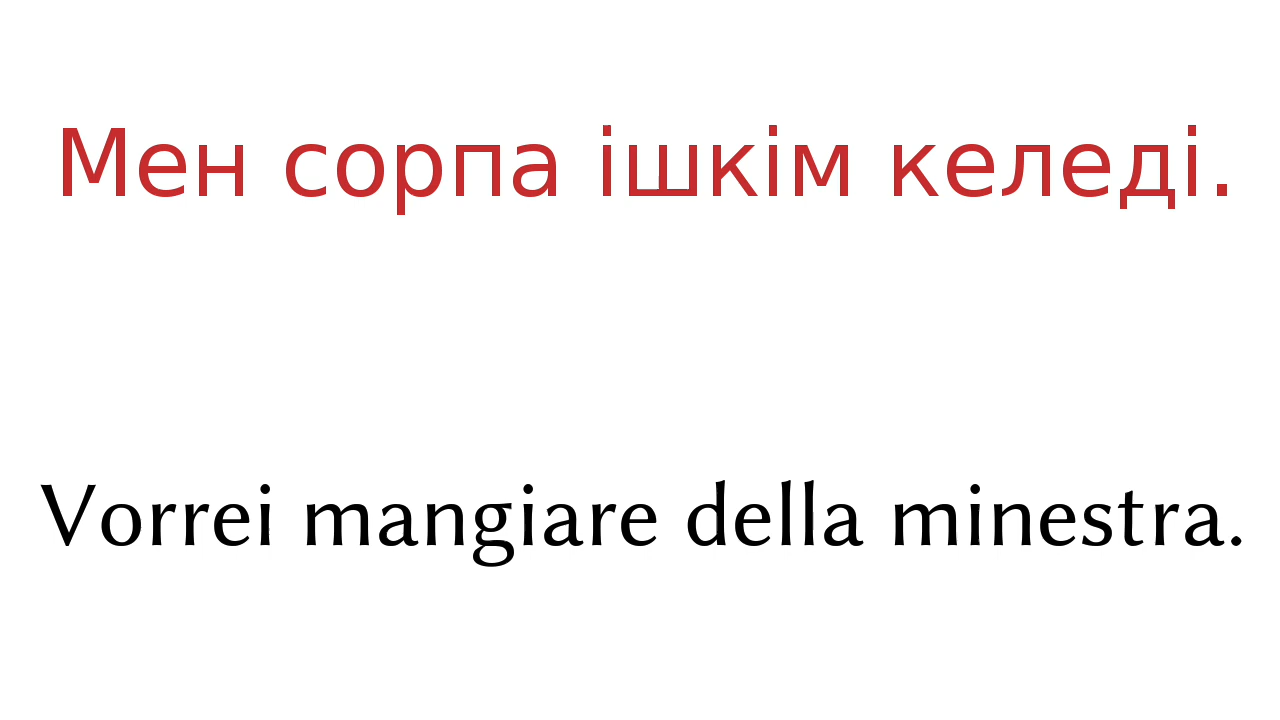 Мен сорпа ішкім келеді.
Vorrei mangiare della minestra.